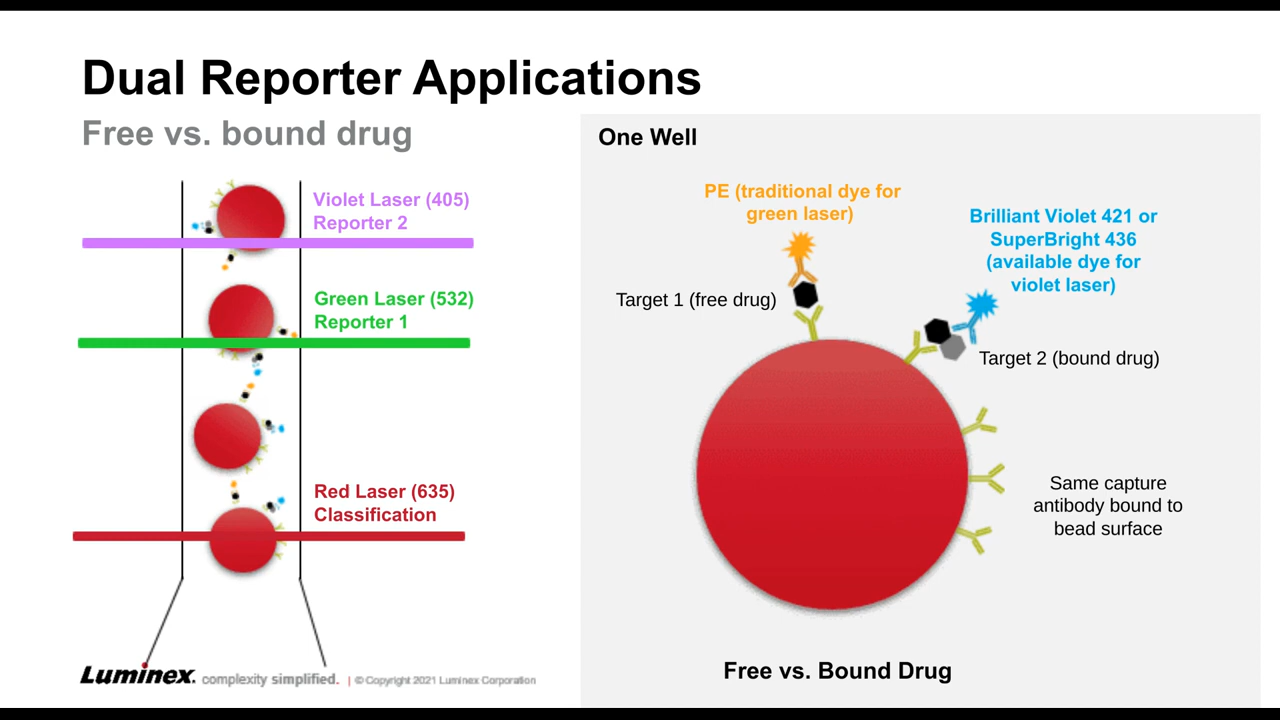 Dual Reporter Applications
Free vs. bound drug
Violet Laser (405)
Reporter 2
Green Laser (532)
Reporter 1
Red Laser (635)
Classification
Luminex. complexity simplified. | © Copyright 2021 Luminex Corporation
One Well
PE (traditional dye for
green laser)
Brilliant Violet 421 or
SuperBright 436
(available dye for
violet laser)
Target 1 (free drug)
Target 2 (bound drug)
Same capture
antibody bound to
bead surface
Free vs. Bound Drug